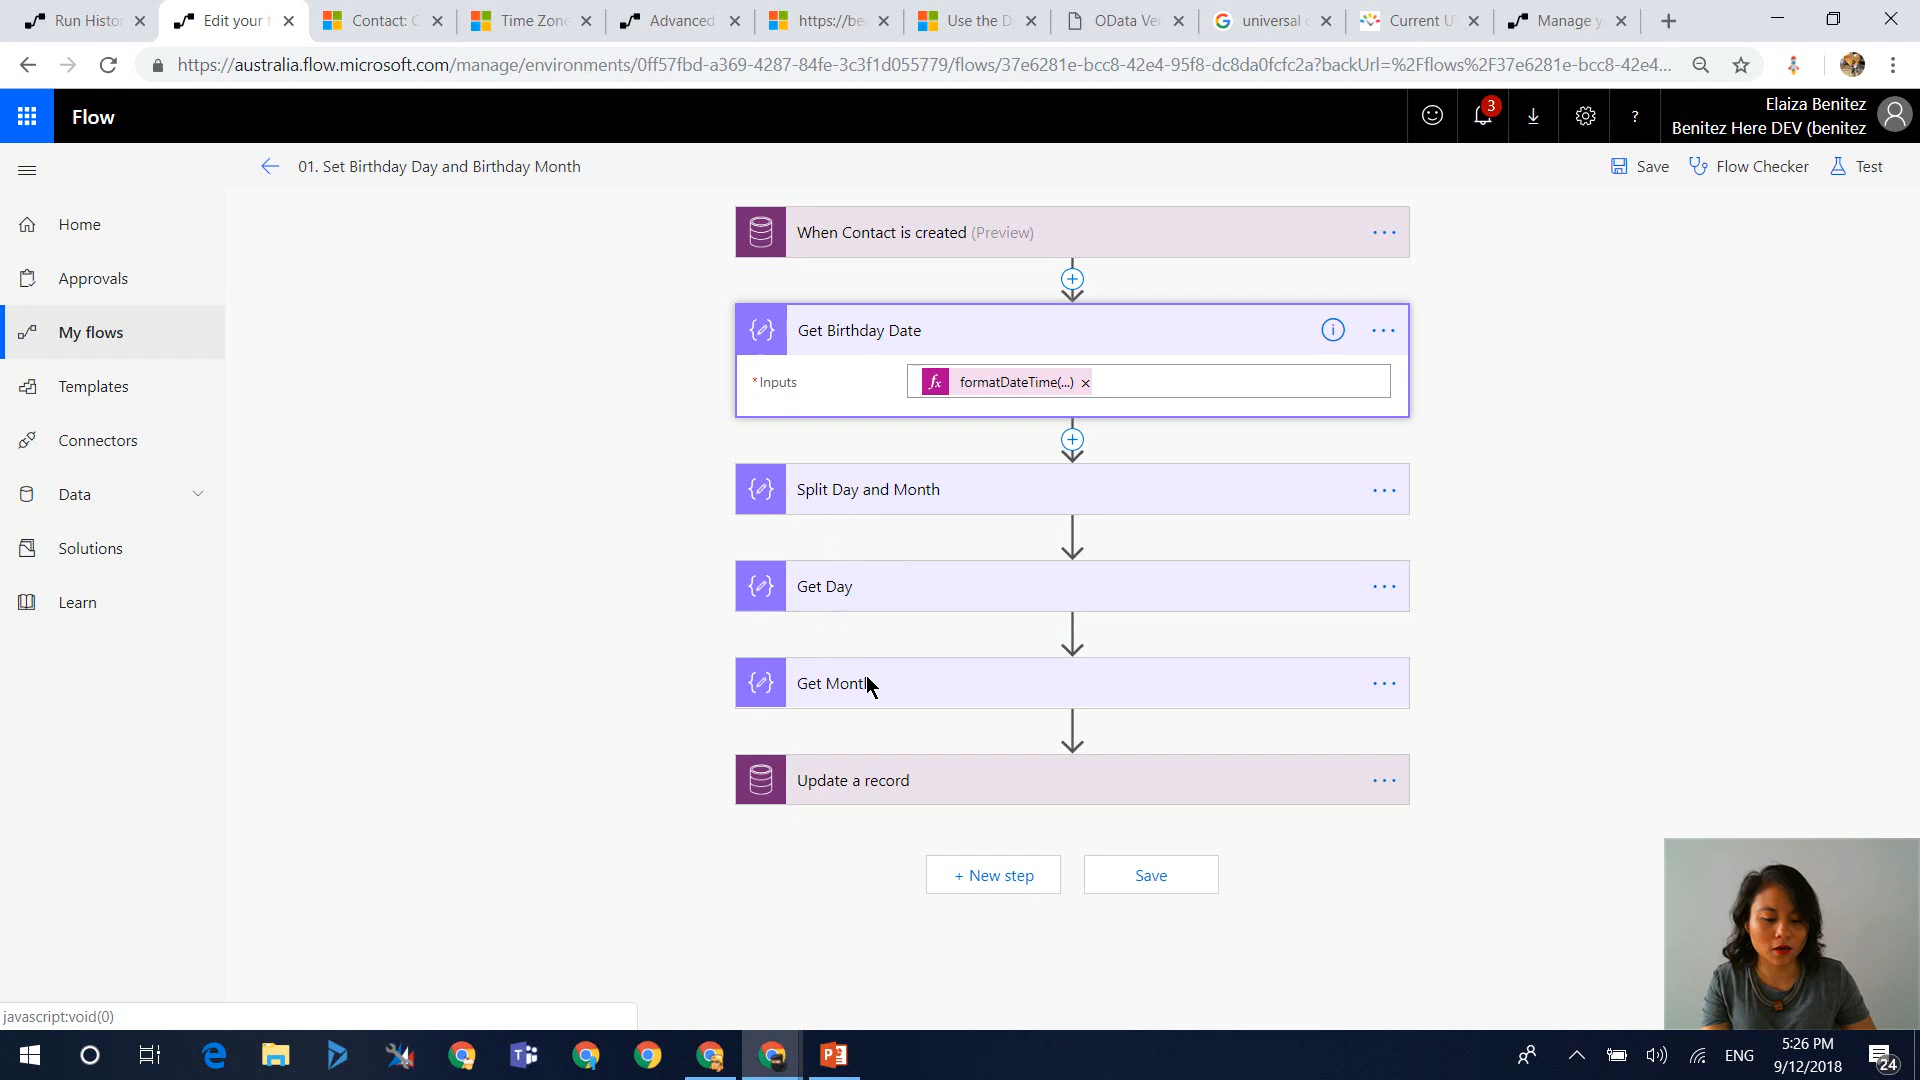 Run Histor
Edit your f
Contact: C
Time Zone
Advanced
https://be
Use the D
OData Ver
universal c
Current U
Manage y
https://australia.flow.microsoft.com/manage/environments/0ff57fbd-a369-4287-84fe-3c3f1d055779/flows/37e6281e-bcc8-42e4-95f8-dc8da0fcfc2a?backUrl=%2Fflows%2F37e6281e-bcc8-42e4...
Flow
3
?
Elaiza Benitez
Benitez Here DEV (benitez
01. Set Birthday Day and Birthday Month
Save
Flow Checker
Test
Home
Approvals
My flows
Templates
Connectors
Data
Solutions
Learn
When Contact is created (Preview)
Get Birthday Date
*Inputs
fx formatDateTime(...)
Split Day and Month
Get Day
Get Month
Update a record
+ New step
Save
javascript:void(0)
ENG
5:26 PM
9/12/2018
24